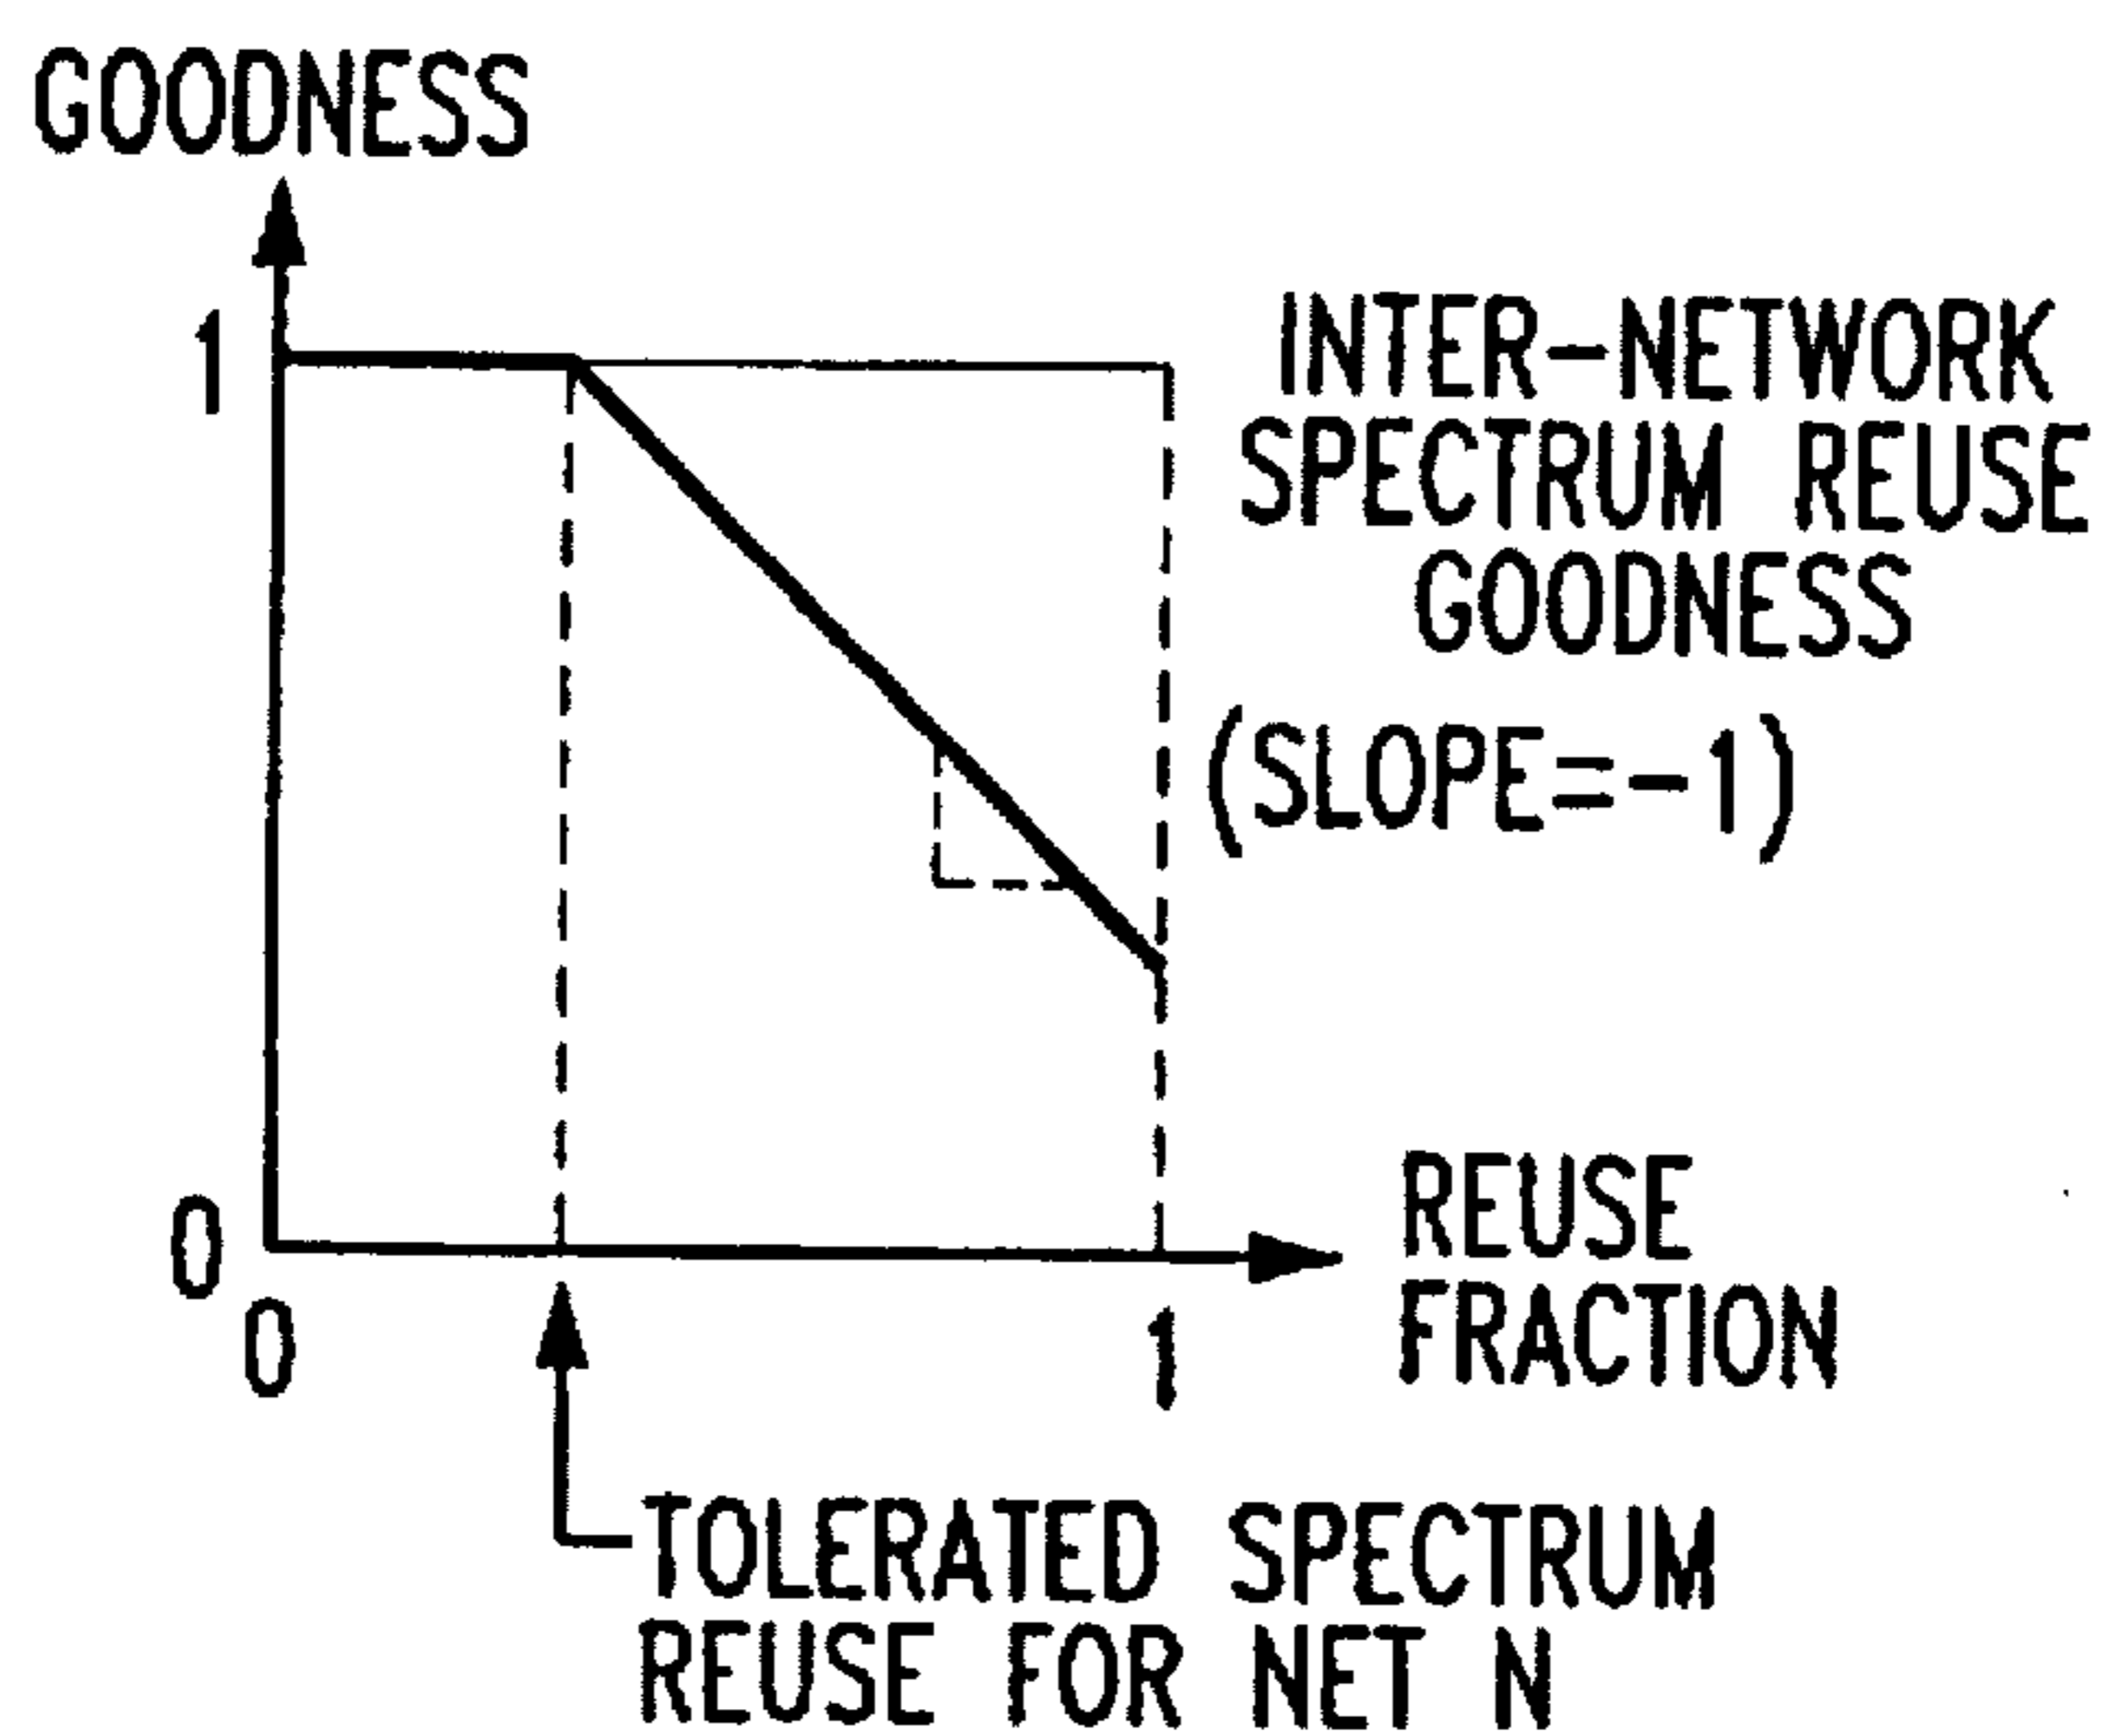 GOODNESS
1
INTER-NETWORK
SPECTRUM REUSE
GOODNESS
(SLOPE=-1)
0
0
1
REUSE
FRACTION
TOLERATED SPECTRUM
REUSE FOR NET N